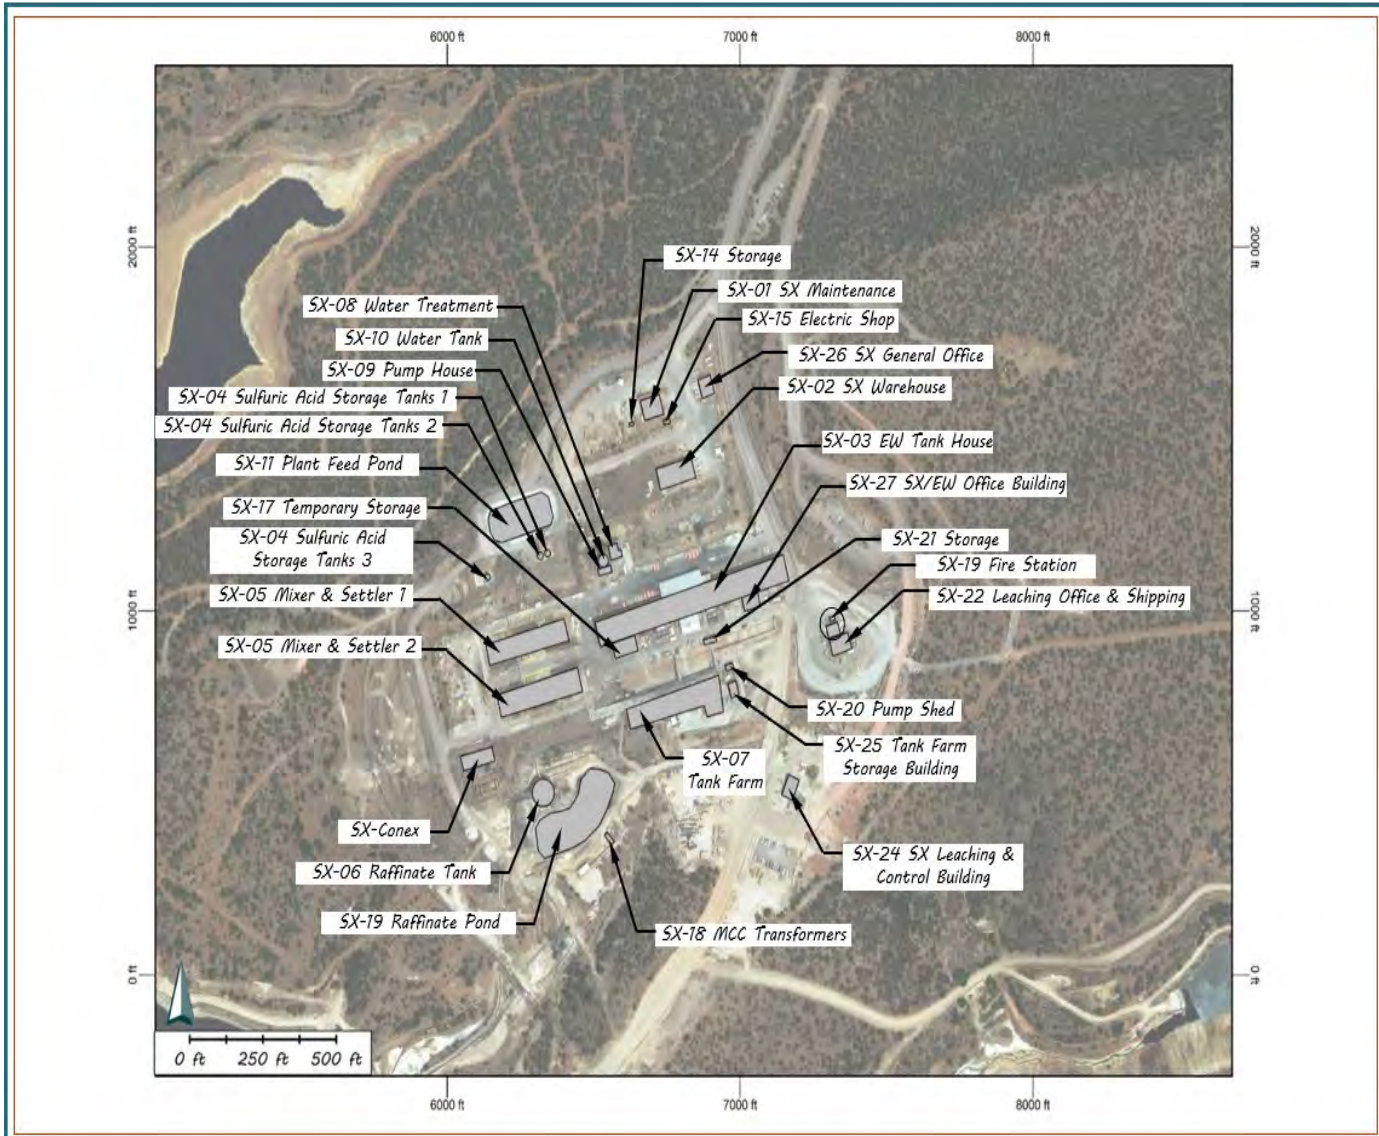 6000 ft
7000 ft
8000 ft
2000 ft
2000 ft
SX-14 Storage
SX-01 SX Maintenance
SX-08 Water Treatment
SX-15 Electric Shop
SX-10 Water Tank
SX-26 SX General Office
SX-09 Pump House
SX-02 SX Warehouse
SX-04 Sulfuric Acid Storage Tanks 1
SX-04 Sulfuric Acid Storage Tanks 2
SX-03 EW Tank House
SX-11 Plant Feed Pond
SX-27 SX/EW Office Building
SX-17 Temporary Storage
SX-04 Sulfuric Acid
Storage Tanks 3
SX-21 Storage
SX-19 Fire Station
SX-05 Mixer & Settler 1
SX-22 Leaching Office & Shipping
1000 ft
1000 ft
SX-05 Mixer & Settler 2
SX-20 Pump Shed
SX-25 Tank Farm
Storage Building
SX-07
Tank Farm
SX-Conex
SX-24 SX Leaching &
Control Building
SX-06 Raffinate Tank
SX-19 Raffinate Pond
SX-18 MCC Transformers
0 ft
0 ft
0 ft 250 ft 500 ft
6000 ft
7000 ft
8000 ft